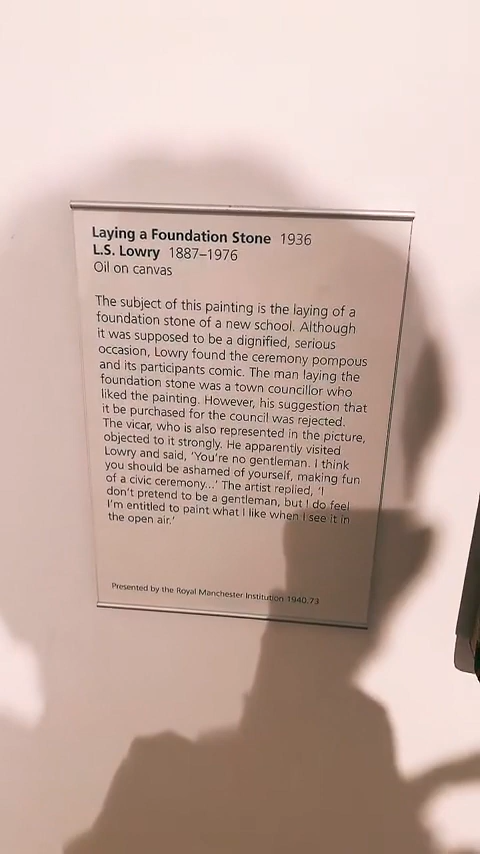 Laying a Foundation Stone 1936
L.S. Lowry 1887–1976
Oil on canvas
The subject of this painting is the laying of a
foundation stone of a new school. Although
it was supposed to be a dignified, serious
occasion, Lowry found the ceremony pompous
and its participants comic. The man laying the
foundation stone was a town councillor who
liked the painting. However, his suggestion that
it be purchased for the council was rejected.
The vicar, who is also represented in the picture,
objected to it strongly. He apparently visited
Lowry and said, ‘You're no gentleman. I think
you should be ashamed of yourself, making fun
of a civic ceremony...’ The artist replied, ‘I
don't pretend to be a gentleman, but I do feel
I'm entitled to paint what I like when I see it in
the open air.’
Presented by the Royal Manchester Institution 1940.73